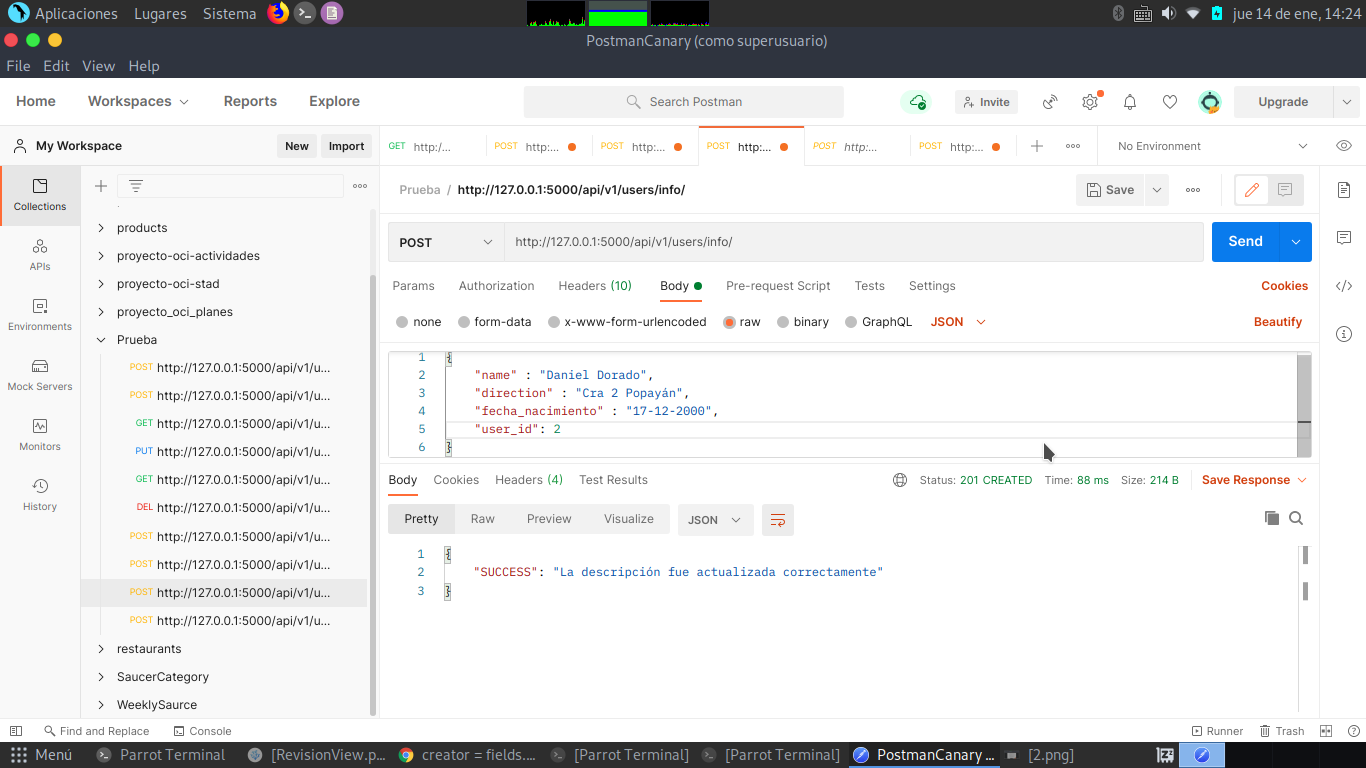 Aplicaciones Lugares Sistema jue 14 de ene, 14:24
PostmanCanary (como superusuario)
File Edit View Help
Home Workspaces Reports Explore Search Postman Invite Upgrade
My Workspace New Import
GET http:/... POST http:... POST http:... POST http:... POST http:... POST http:... No Environment
Collections
APIs
Environments
Mock Servers
Monitors
History
products
proyecto-oci-actividades
proyecto-oci-stad
proyecto_oci_planes
Prueba
POST http://127.0.0.1:5000/api/v1/u...
POST http://127.0.0.1:5000/api/v1/u...
GET http://127.0.0.1:5000/api/v1/u...
PUT http://127.0.0.1:5000/api/v1/u...
GET http://127.0.0.1:5000/api/v1/u...
DEL http://127.0.0.1:5000/api/v1/u...
POST http://127.0.0.1:5000/api/v1/u...
POST http://127.0.0.1:5000/api/v1/u...
POST http://127.0.0.1:5000/api/v1/u...
POST http://127.0.0.1:5000/api/v1/u...
restaurants
SaucerCategory
WeeklySaurce
Prueba / http://127.0.0.1:5000/api/v1/users/info/ Save
POST http://127.0.0.1:5000/api/v1/users/info/ Send
Params Authorization Headers (10) Body Pre-request Script Tests Settings Cookies
none form-data x-www-form-urlencoded raw binary GraphQL JSON Beautify
1 {
2 "name" : "Daniel Dorado",
3 "direction" : "Cra 2 Popayán",
4 "fecha_nacimiento" : "17-12-2000",
5 "user_id": 2
6 }
Body Cookies Headers (4) Test Results Status: 201 CREATED Time: 88 ms Size: 214 B Save Response
Pretty Raw Preview Visualize JSON
1 {
2 "SUCCESS": "La descripción fue actualizada correctamente"
3 }
Find and Replace Console Runner Trash
Menú Parrot Terminal [RevisionView.p... creator = fields.... [Parrot Terminal] [Parrot Terminal] PostmanCanary ... [2.png]